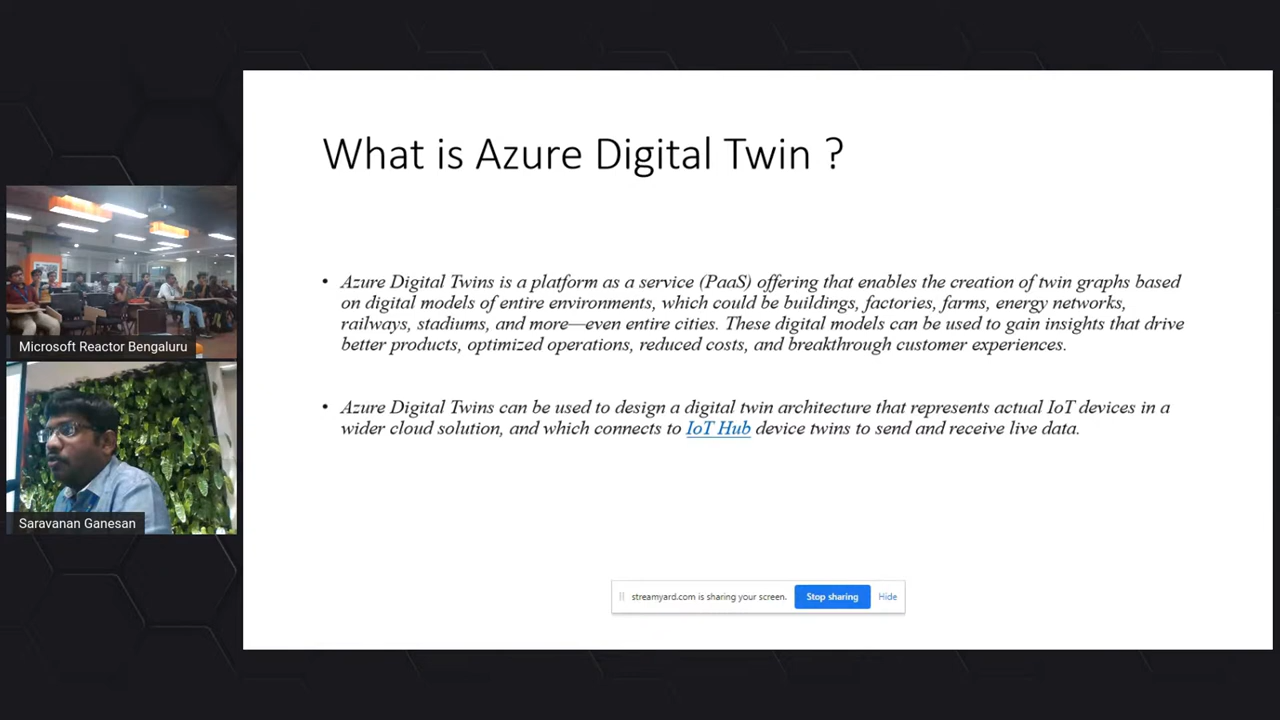 What is Azure Digital Twin ?
• Azure Digital Twins is a platform as a service (PaaS) offering that enables the creation of twin graphs based
on digital models of entire environments, which could be buildings, factories, farms, energy networks,
railways, stadiums, and more—even entire cities. These digital models can be used to gain insights that drive
better products, optimized operations, reduced costs, and breakthrough customer experiences.
• Azure Digital Twins can be used to design a digital twin architecture that represents actual IoT devices in a
wider cloud solution, and which connects to IoT Hub device twins to send and receive live data.
Microsoft Reactor Bengaluru
Saravanan Ganesan
streamyard.com is sharing your screen.
Stop sharing
Hide